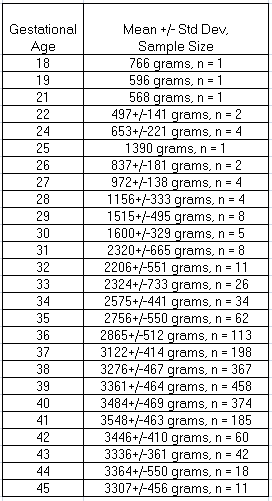 Gestational Age Mean +/- Std Dev, Sample Size
18 766 grams, n = 1
19 596 grams, n = 1
21 568 grams, n = 1
22 497+/-141 grams, n = 2
24 653+/-221 grams, n = 4
25 1390 grams, n = 1
26 837+/-181 grams, n = 2
27 972+/-138 grams, n = 4
28 1156+/-333 grams, n = 4
29 1515+/-495 grams, n = 8
30 1600+/-329 grams, n = 5
31 2320+/-665 grams, n = 8
32 2206+/-551 grams, n = 11
33 2324+/-733 grams, n = 26
34 2575+/-441 grams, n = 34
35 2756+/-550 grams, n = 62
36 2865+/-512 grams, n = 113
37 3122+/-414 grams, n = 198
38 3276+/-467 grams, n = 367
39 3361+/-464 grams, n = 458
40 3484+/-469 grams, n = 374
41 3548+/-463 grams, n = 185
42 3446+/-410 grams, n = 60
43 3336+/-361 grams, n = 42
44 3364+/-550 grams, n = 18
45 3307+/-456 grams, n = 11